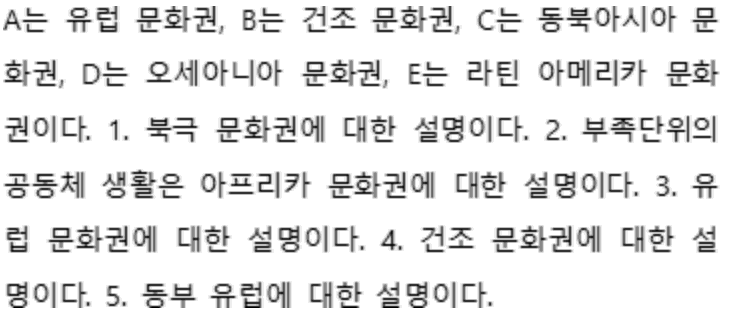 A는 유럽 문화권, B는 건조 문화권, C는 동북아시아 문
화권, D는 오세아니아 문화권, E는 라틴 아메리카 문화
권이다. 1. 북극 문화권에 대한 설명이다. 2. 부족단위의
공동체 생활은 아프리카 문화권에 대한 설명이다. 3. 유
럽 문화권에 대한 설명이다. 4. 건조 문화권에 대한 설
명이다. 5. 동부 유럽에 대한 설명이다.